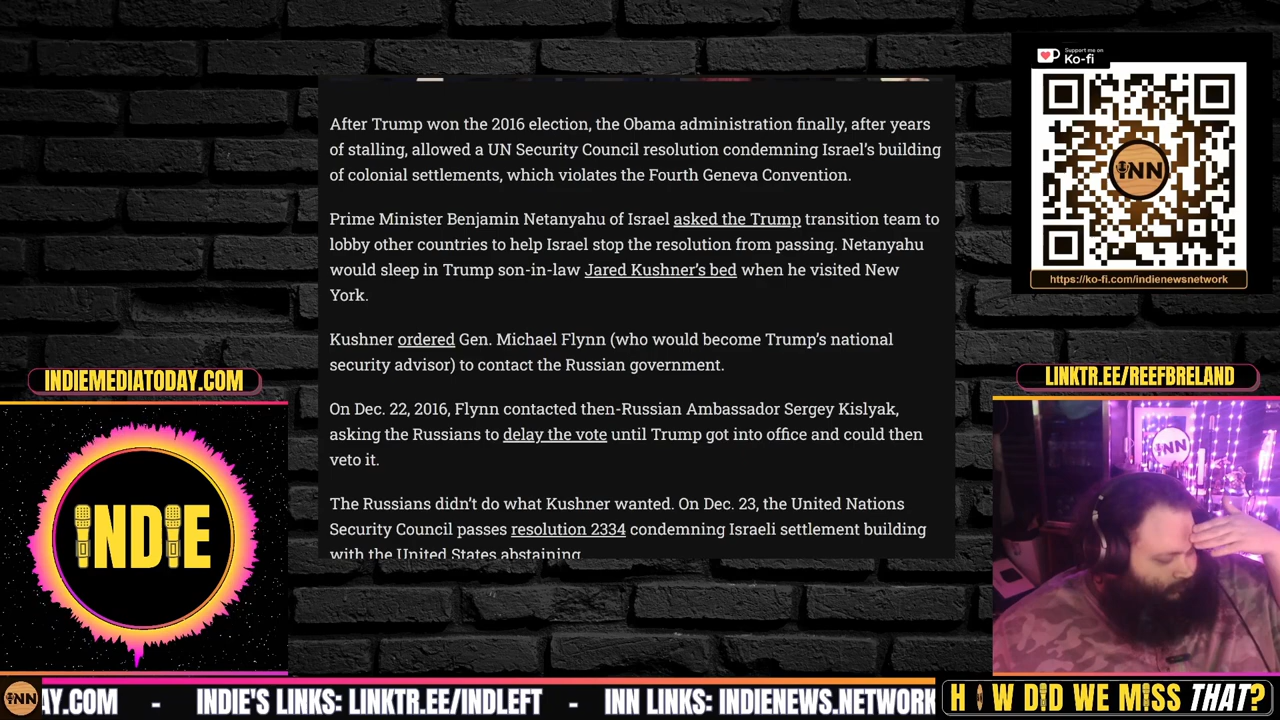 After Trump won the 2016 election, the Obama administration finally, after years
of stalling, allowed a UN Security Council resolution condemning Israel's building
of colonial settlements, which violates the Fourth Geneva Convention.
Prime Minister Benjamin Netanyahu of Israel asked the Trump transition team to
lobby other countries to help Israel stop the resolution from passing. Netanyahu
would sleep in Trump son-in-law Jared Kushner's bed when he visited New
York.
Kushner ordered Gen. Michael Flynn (who would become Trump's national
security advisor) to contact the Russian government.
On Dec. 22, 2016, Flynn contacted then-Russian Ambassador Sergey Kislyak,
asking the Russians to delay the vote until Trump got into office and could then
veto it.
The Russians didn't do what Kushner wanted. On Dec. 23, the United Nations
Security Council passes resolution 2334 condemning Israeli settlement building
with the United States abstaining.
Support me on
Ko-fi
INN
https://ko-fi.com/indienewsnetwork
INDIEMEDIATODAY.COM
INDIE
LINKTR.EE/REEFBRELAND
INN
INN
AY.COM - INDIE'S LINKS: LINKTR.EE/INDLEFT - INN LINKS: INDIENEWS.NETWORK
HOW DID WE MISS THAT?